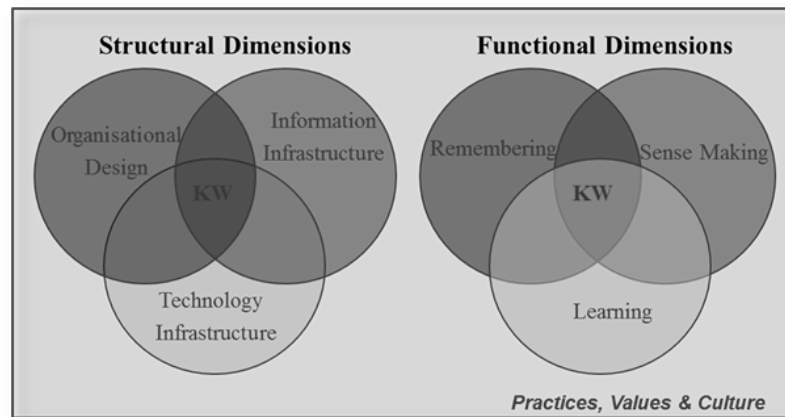 Structural Dimensions
Organisational
Design
Information
Infrastructure
KW
Technology
Infrastructure
Functional Dimensions
Remembering
Sense Making
KW
Learning
Practices, Values & Culture